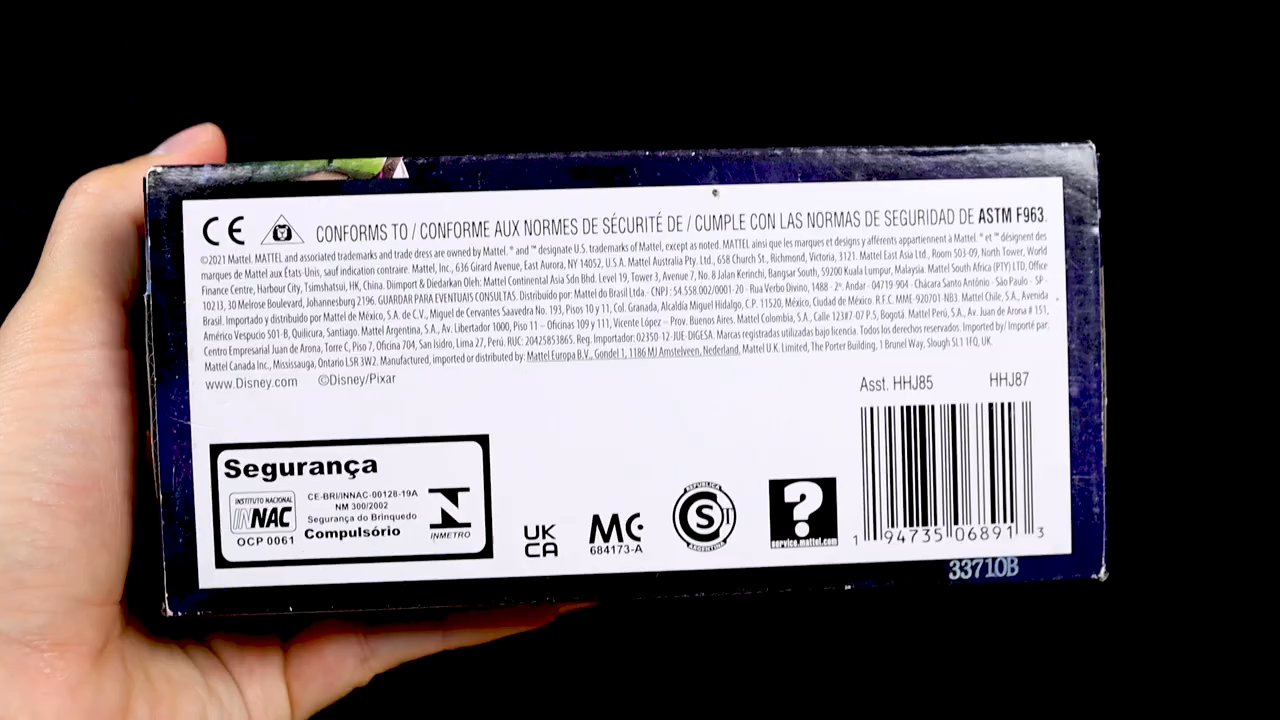 CE CONFORMS TO / CONFORME AUX NORMES DE SÉCURITÉ DE / CUMPLE CON LAS NORMAS DE SEGURIDAD DE ASTM F963.
©2021 Mattel. MATTEL and associated trademarks and trade dress are owned by Mattel. ® and ™ designate U.S. trademarks of Mattel, except as noted. MATTEL ainsi que les marques et designs y afférents appartiennent à Mattel. ® et ™ désignent des
marques de Mattel aux États-Unis, sauf indication contraire. Mattel, Inc., 636 Girard Avenue, East Aurora, NY 14052, U.S.A. Mattel Australia Pty. Ltd., 658 Church St., Richmond, Victoria, 3121. Mattel East Asia Ltd., Room 503-09, North Tower, World
Finance Centre, Harbour City, Tsimshatsui, HK, China. Diimport & Diedarkan Oleh: Mattel Continental Asia Sdn Bhd. Level 19, Tower 3, Avenue 7, No. 8 Jalan Kerinchi, Bangsar South, 59200 Kuala Lumpur, Malaysia. Mattel South Africa (PTY) LTD, Office
102 I3, 30 Melrose Boulevard, Johannesburg 2196. GUARDAR PARA EVENTUAIS CONSULTAS. Distribuido por: Mattel do Brasil Ltda. - CNPJ : 54.558.002/0001-20 - Rua Verbo Divino, 1488 - 2º. Andar - 04719-904 - Chácara Santo Antônio - São Paulo - SP -
Brasil. Importado y distribuido por Mattel de México, S.A. de C.V., Miguel de Cervantes Saavedra No. 193, Pisos 10 y 11, Col. Granada, Alcaldía Miguel Hidalgo, C.P. 11520, México, Ciudad de México. R.F.C. MME-920701-NB3. Mattel Chile, S.A., Avenida
Américo Vespucio 501-B, Quilicura, Santiago. Mattel Argentina, S.A., Av. Libertador 1000, Piso 11 – Oficinas 109 y 111, Vicente López – Prov. Buenos Aires. Mattel Colombia, S.A., Calle 123#7-07 P.5, Bogotá. Mattel Perú, S.A., Av. Juan de Arona # 151,
Centro Empresarial Juan de Arona, Torre C, Piso 7, Oficina 704, San Isidro, Lima 27, Perú. RUC: 20425853865. Reg. Importador: 02350-12-JUE-DIGESA. Marcas registradas utilizadas bajo licencia. Todos los derechos reservados. Imported by/ Importé par:
Mattel Canada Inc., Mississauga, Ontario L5R 3W2. Manufactured, imported or distributed by: Mattel Europa B.V., Gondel 1, 1186 MJ Amstelveen, Nederland. Mattel U.K. Limited, The Porter Building, 1 Brunel Way, Slough SL1 1FQ, UK.
www.Disney.com ©Disney/Pixar
Asst. HHJ85 HHJ87
Segurança
INSTITUTO NACIONAL
INNAC
OCP 0061
CE-BRI/INNAC-00128-19A
NM 300/2002
Segurança do Brinquedo
Compulsório
INMETRO
UK
CA
MC
684173-A
REPUBLICA
S
ARGENTINA
?
service.mattel.com
1 94735 06891 3
33710B